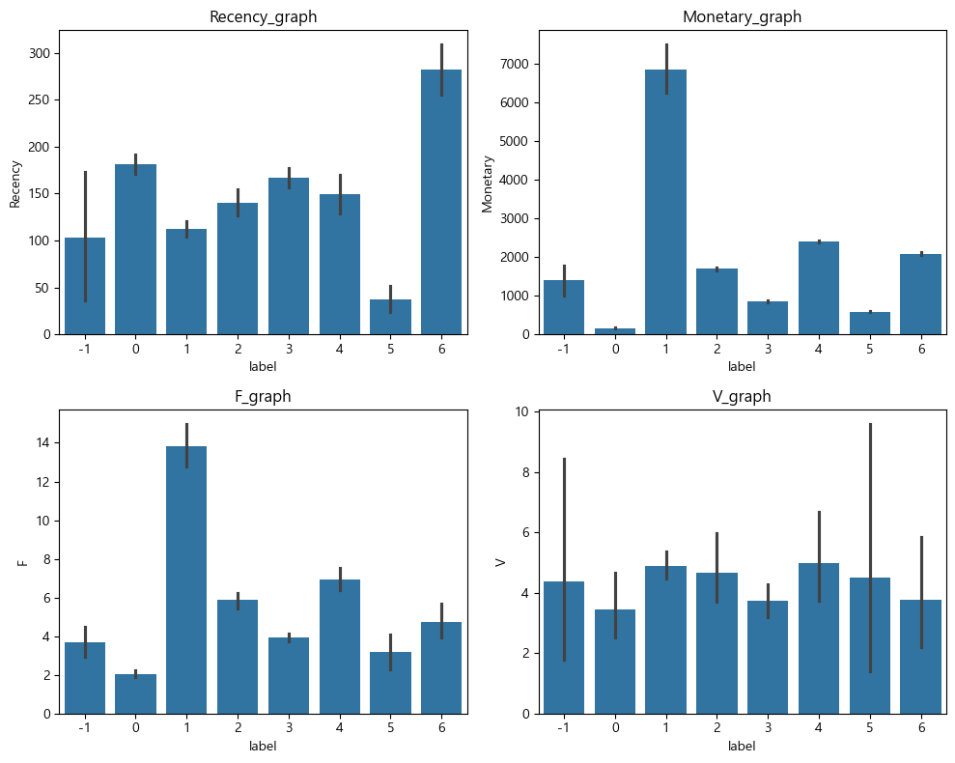 Recency_graph
300
250
200
150
100
50
0
Recency
-1 0 1 2 3 4 5 6
label
Monetary_graph
7000
6000
5000
4000
3000
2000
1000
0
Monetary
-1 0 1 2 3 4 5 6
label
F_graph
14
12
10
8
6
4
2
0
F
-1 0 1 2 3 4 5 6
label
V_graph
10
8
6
4
2
0
V
-1 0 1 2 3 4 5 6
label